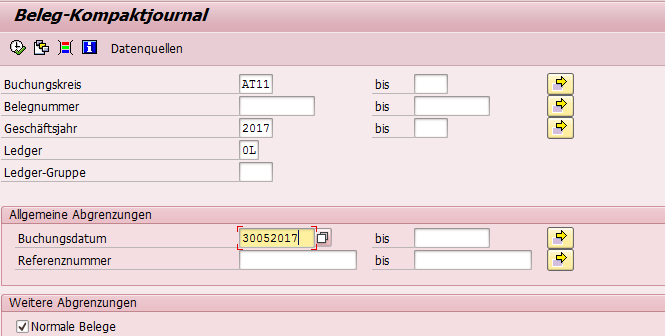 Beleg-Kompaktjournal
Datenquellen
Buchungskreis AT11 bis
Belegnummer bis
Geschäftsjahr 2017 bis
Ledger 0L
Ledger-Gruppe
Allgemeine Abgrenzungen
Buchungsdatum 30052017 bis
Referenznummer bis
Weitere Abgrenzungen
Normale Belege